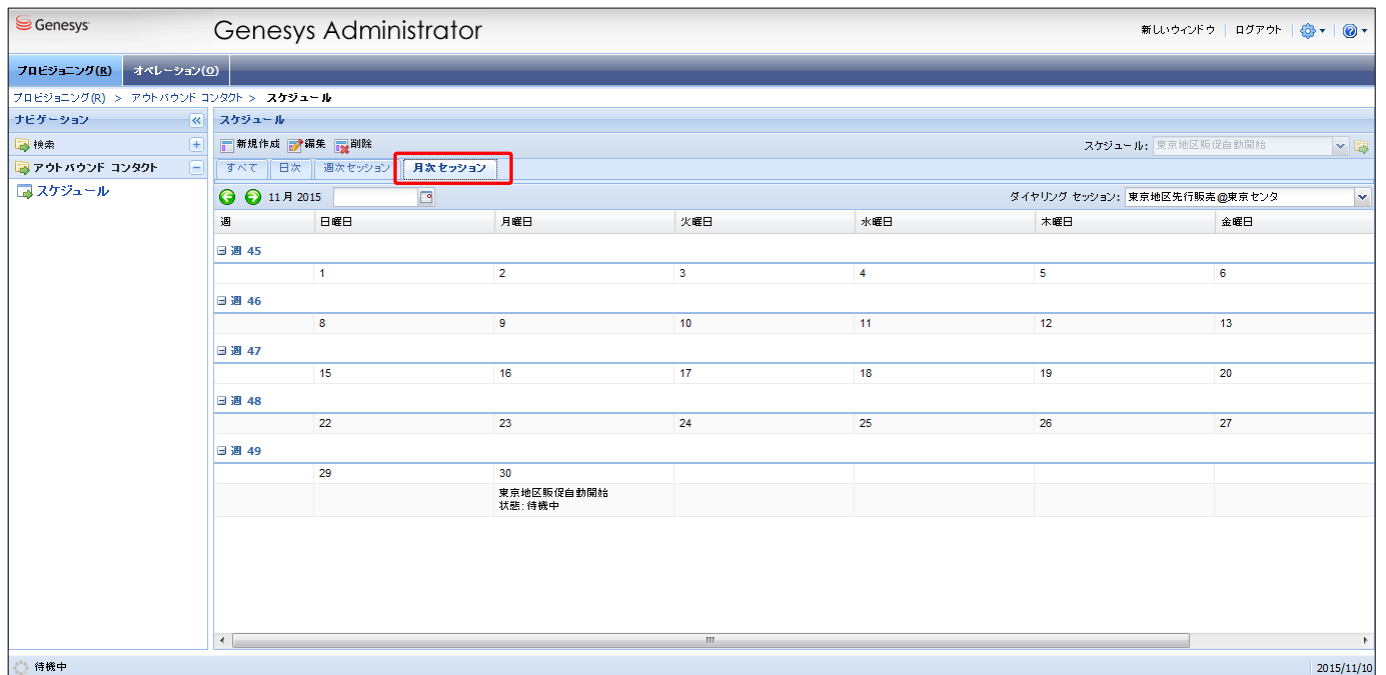 Genesys Genesys Administrator 新しいウィンドウ ログアウト
プロビジョニング(R) オペレーション(O)
プロビジョニング(R) > アウトバウンド コンタクト > スケジュール
ナビゲーション スケジュール
検索 新規作成 編集 削除 スケジュール: 東京地区販促自動開始
アウトバウンド コンタクト すべて 日次 週次セッション 月次セッション
スケジュール 11月 2015 ダイヤリング セッション: 東京地区先行販売@東京センタ
週 日曜日 月曜日 火曜日 水曜日 木曜日 金曜日
週 45
1 2 3 4 5 6
週 46
8 9 10 11 12 13
週 47
15 16 17 18 19 20
週 48
22 23 24 25 26 27
週 49
29 30
東京地区販促自動開始
状態: 待機中
待機中 2015/11/10